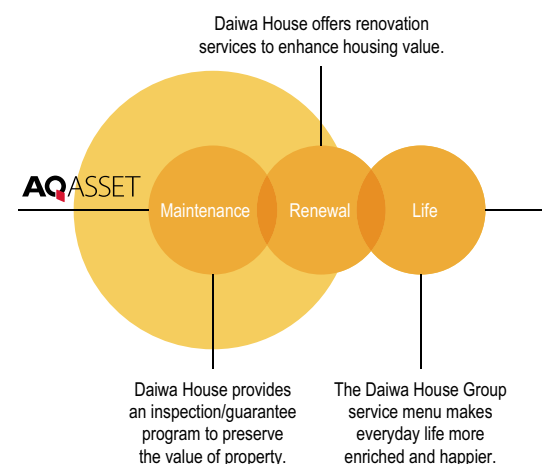 Daiwa House offers renovation
services to enhance housing value.
AQASSET
Maintenance
Renewal
Life
Daiwa House provides
an inspection/guarantee
program to preserve
the value of property.
The Daiwa House Group
service menu makes
everyday life more
enriched and happier.